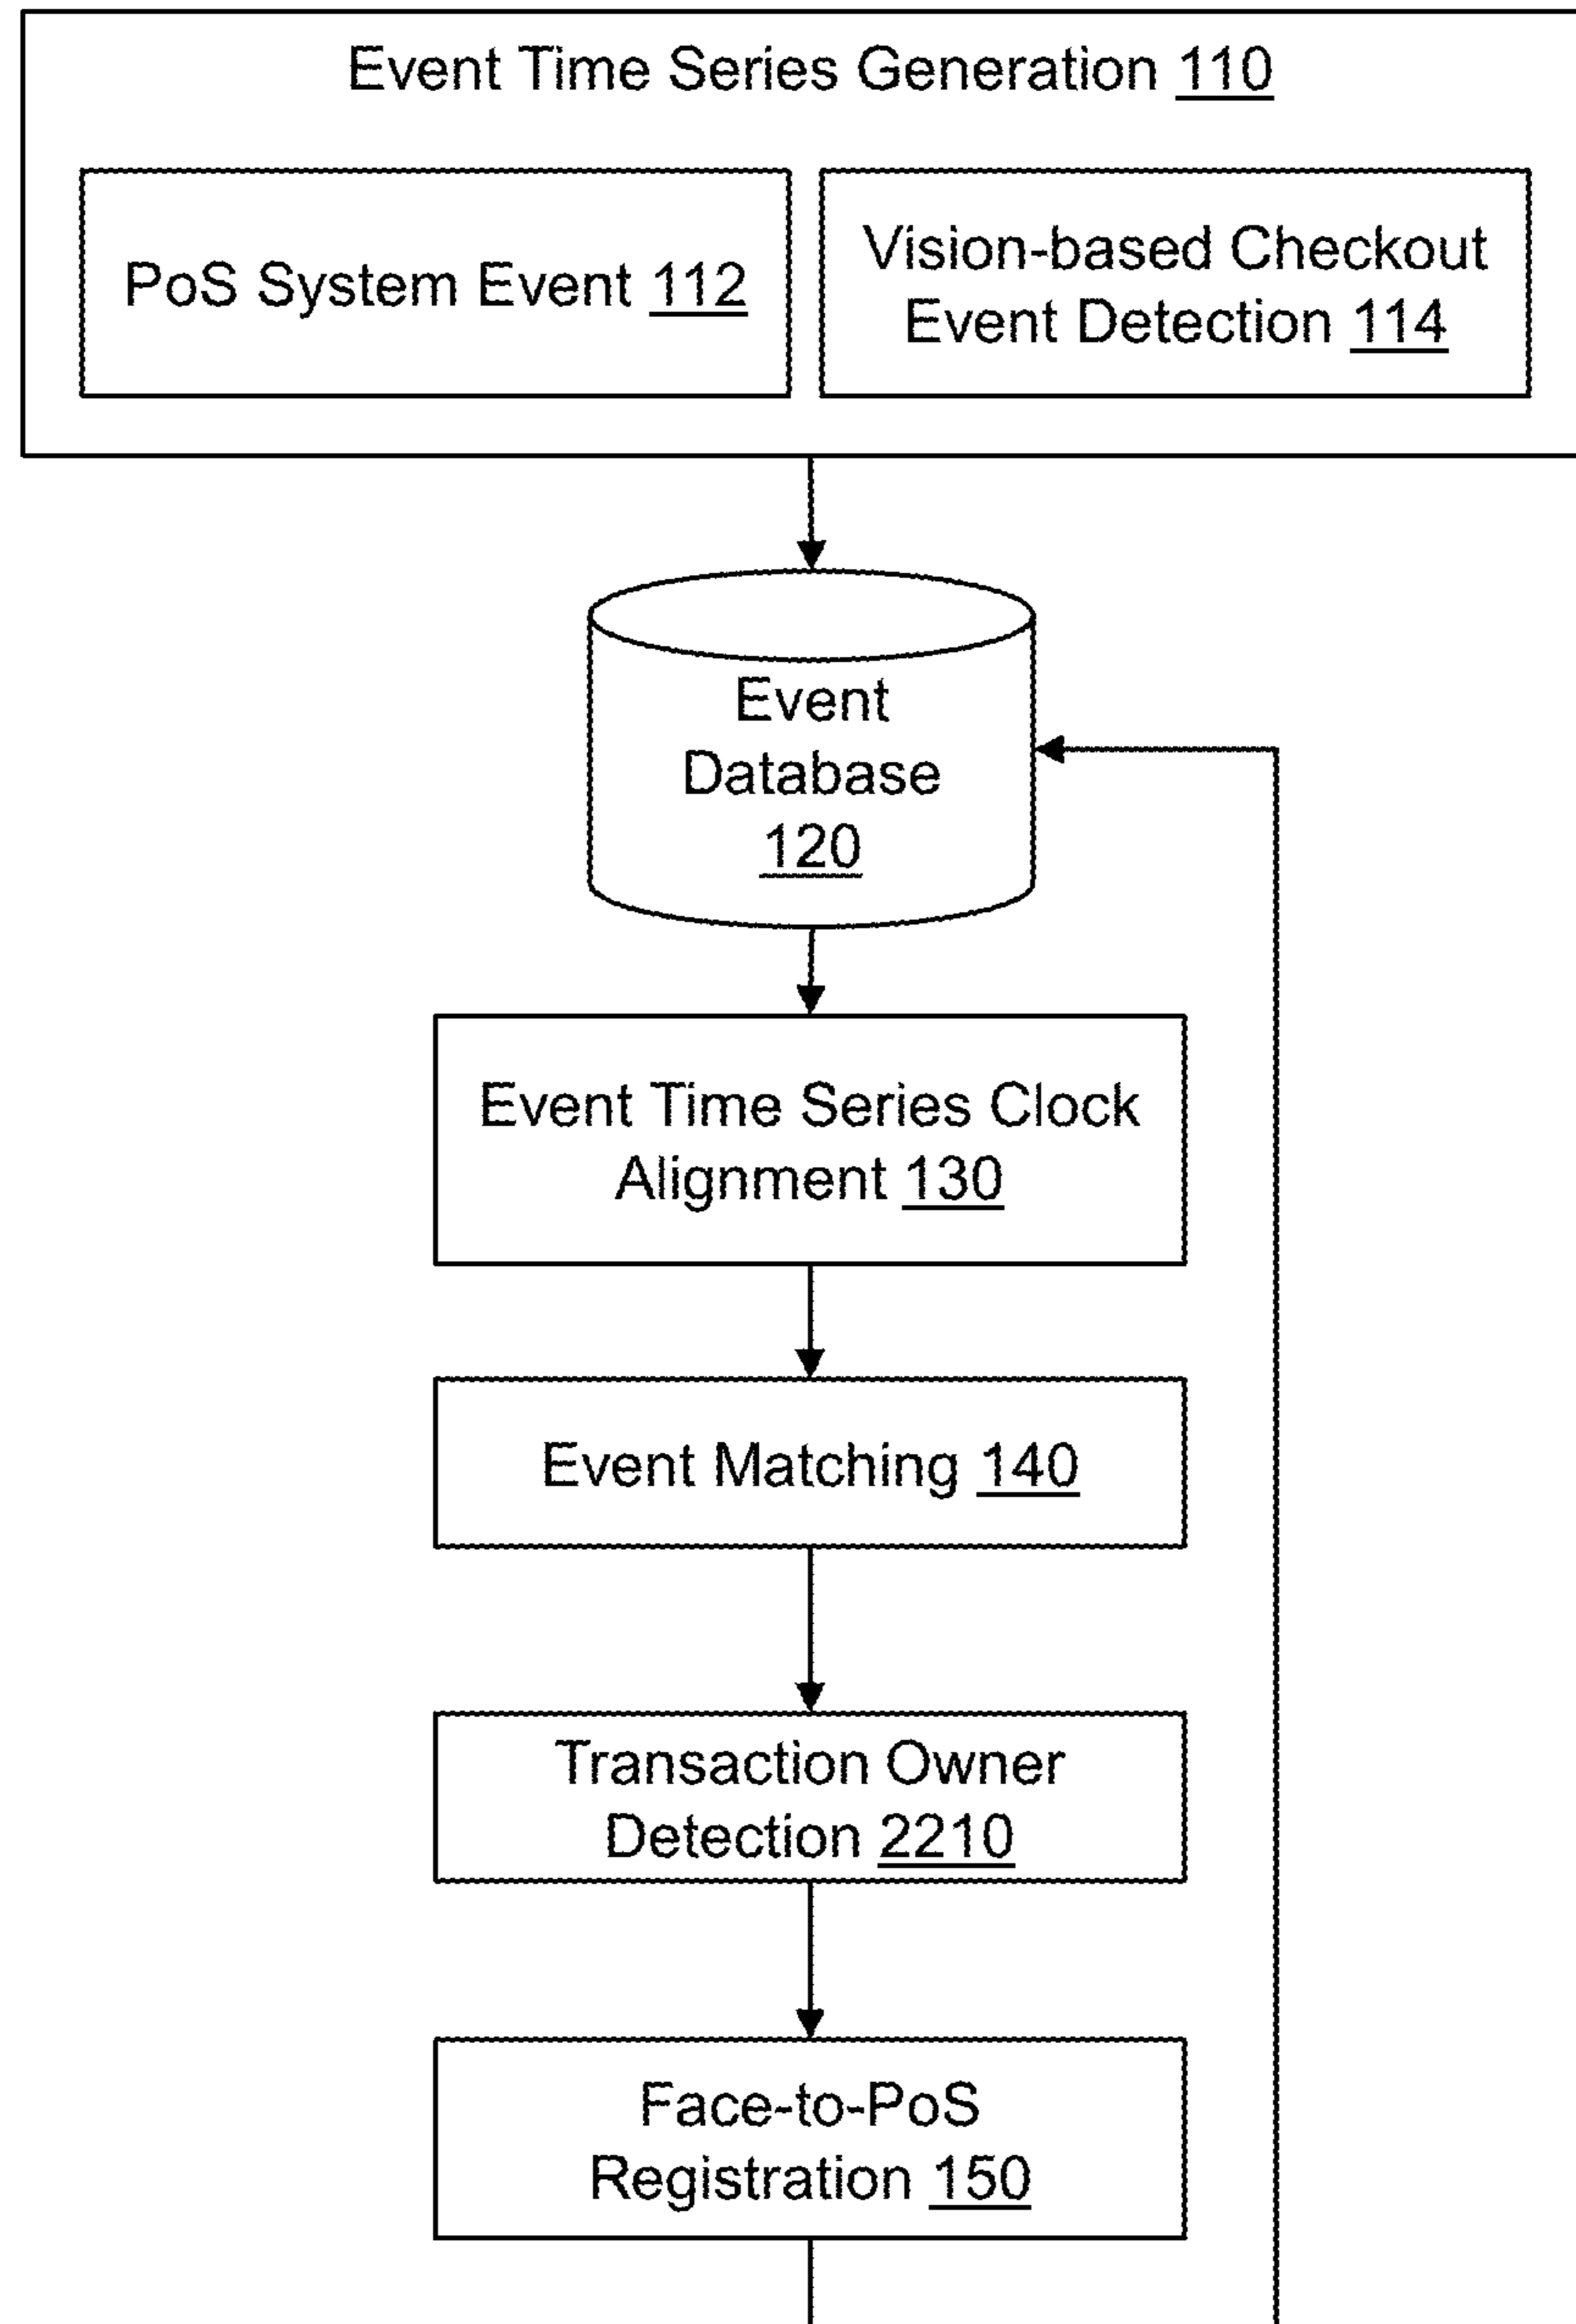 Event Time Series Generation 110
PoS System Event 112
Vision-based Checkout
Event Detection 114
Event
Database
120
Event Time Series Clock
Alignment 130
Event Matching 140
Transaction Owner
Detection 2210
Face-to-PoS
Registration 150